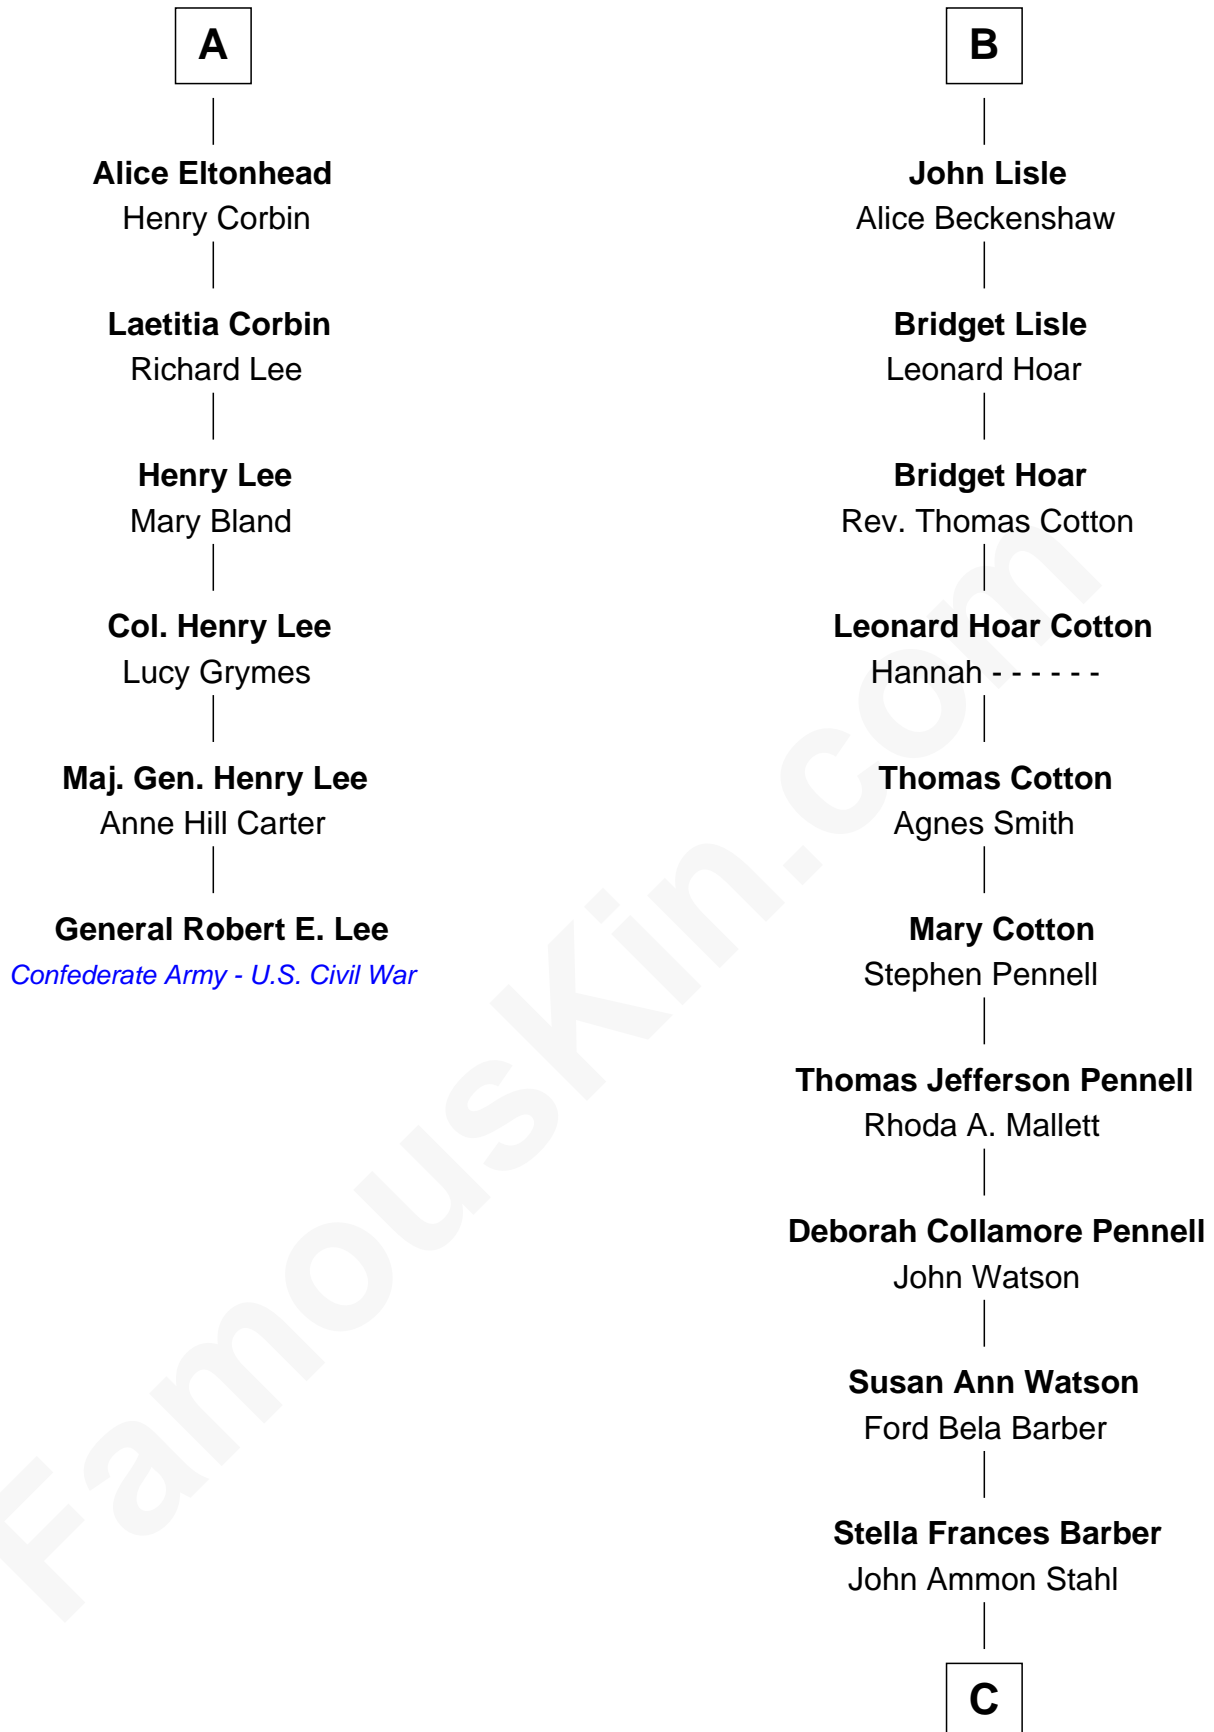 A
Alice Eltonhead
Henry Corbin
Laetitia Corbin
Richard Lee
Henry Lee
Mary Bland
Col. Henry Lee
Lucy Grymes
Maj. Gen. Henry Lee
Anne Hill Carter
General Robert E. Lee
Confederate Army - U.S. Civil War
B
John Lisle
Alice Beckenshaw
Bridget Lisle
Leonard Hoar
Bridget Hoar
Rev. Thomas Cotton
Leonard Hoar Cotton
Hannah - - - - - -
Thomas Cotton
Agnes Smith
Mary Cotton
Stephen Pennell
Thomas Jefferson Pennell
Rhoda A. Mallett
Deborah Collamore Pennell
John Watson
Susan Ann Watson
Ford Bela Barber
Stella Frances Barber
John Ammon Stahl
C
FamousKin.com